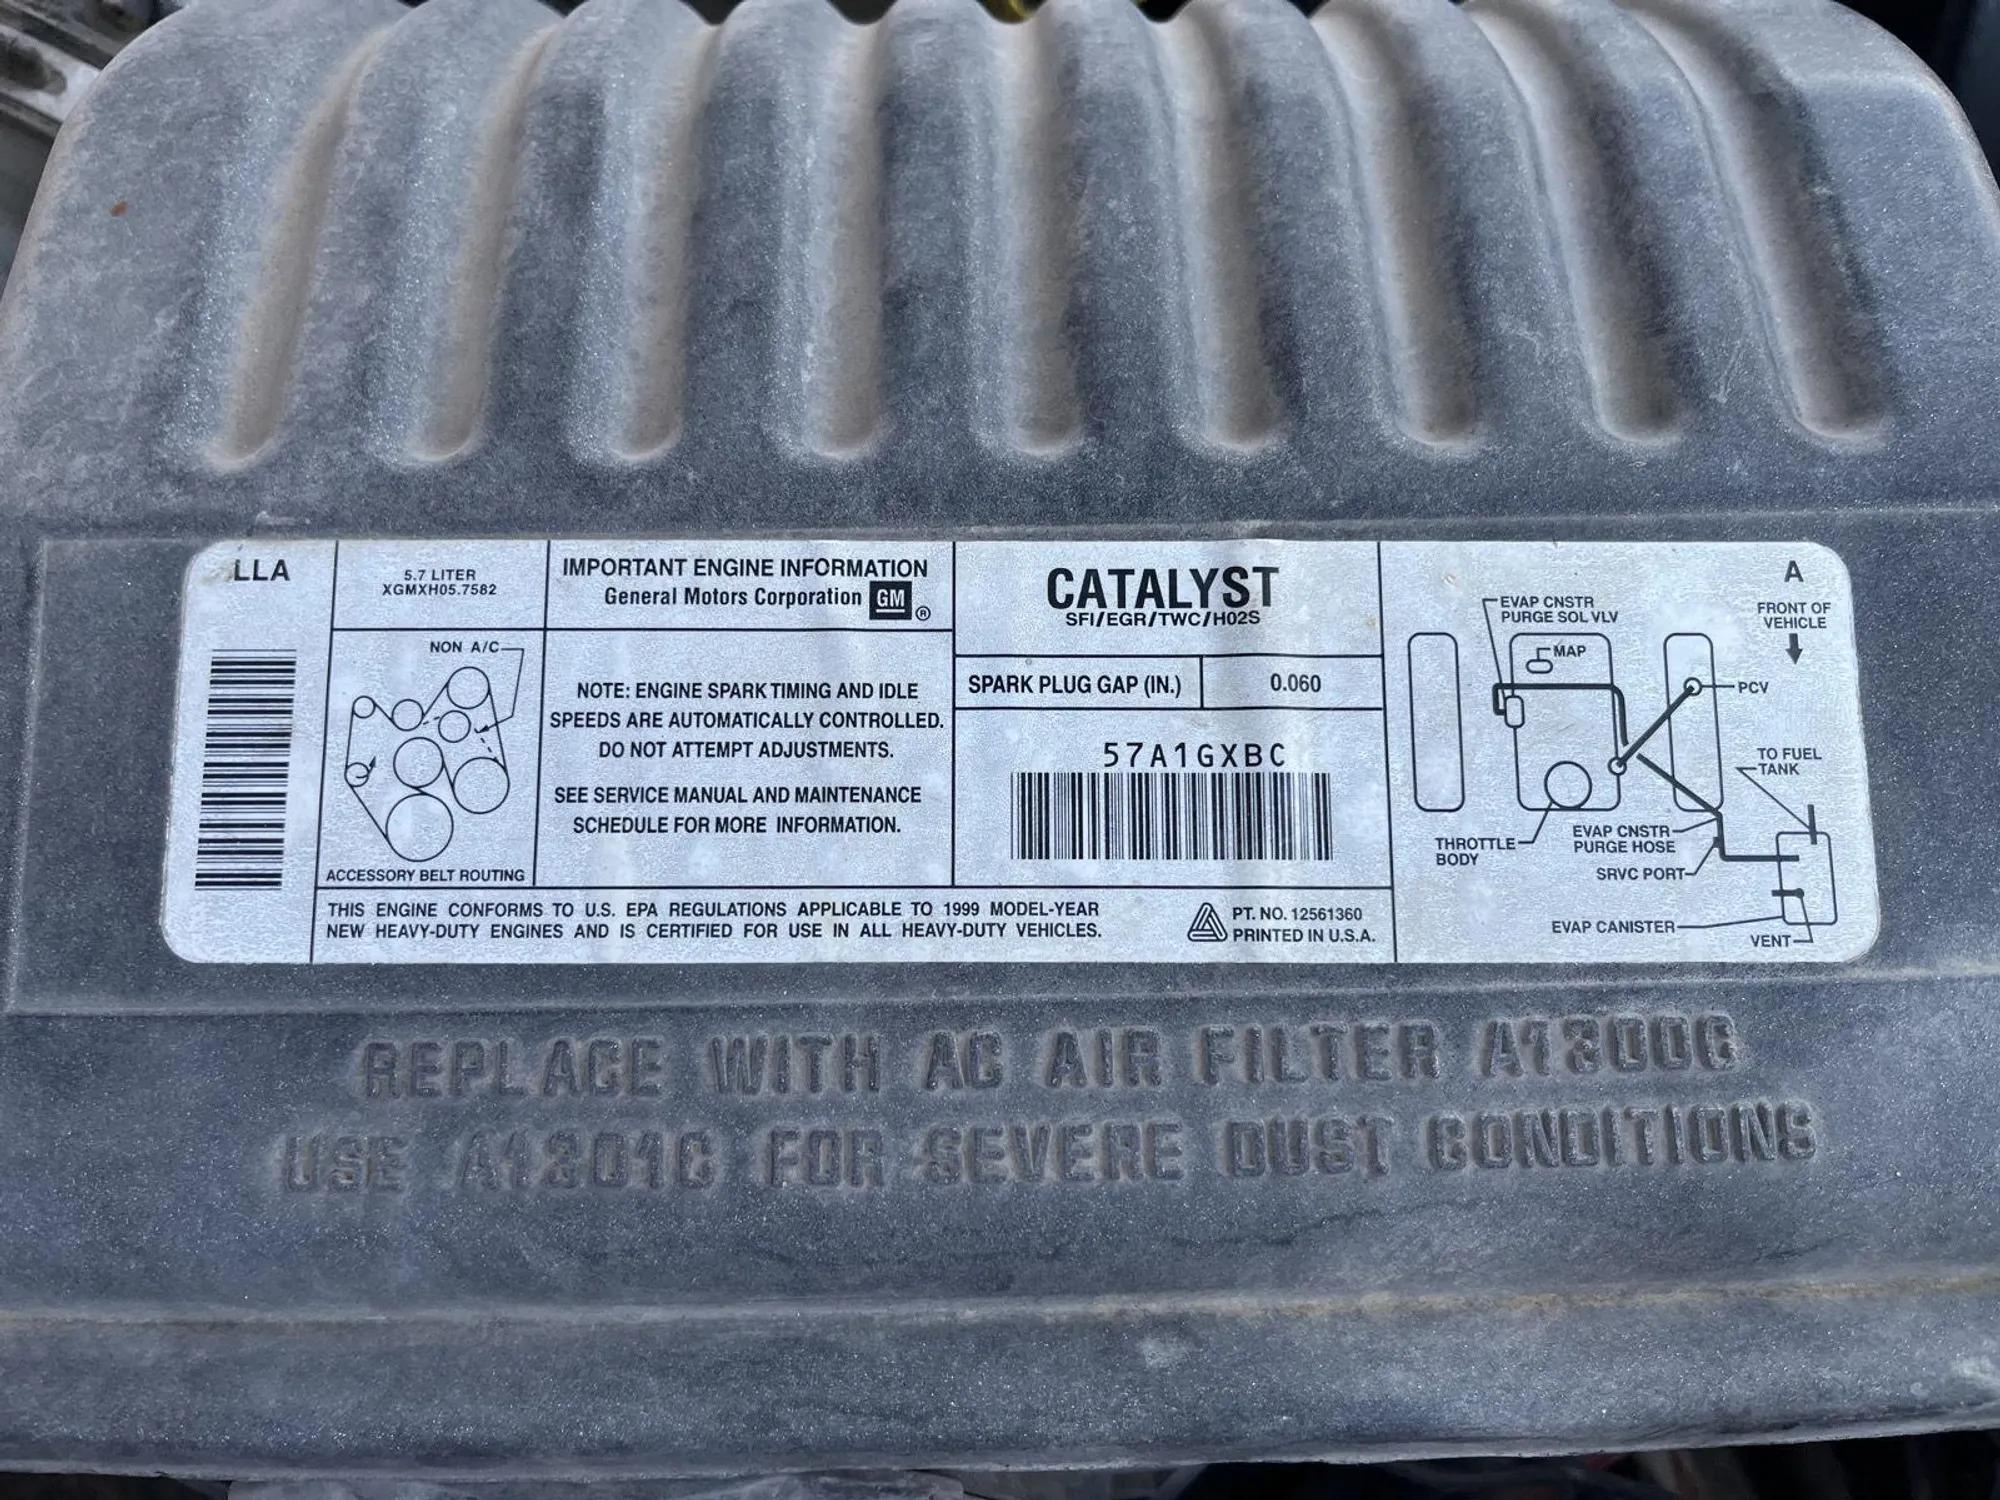 LLA
5.7 LITER
XGMXH05.7582
NON A/C
ACCESSORY BELT ROUTING
IMPORTANT ENGINE INFORMATION
General Motors Corporation GM ®
NOTE: ENGINE SPARK TIMING AND IDLE
SPEEDS ARE AUTOMATICALLY CONTROLLED.
DO NOT ATTEMPT ADJUSTMENTS.
SEE SERVICE MANUAL AND MAINTENANCE
SCHEDULE FOR MORE INFORMATION.
CATALYST
SFI/EGR/TWC/H02S
SPARK PLUG GAP (IN.) 0.060
57A1GXBC
THIS ENGINE CONFORMS TO U.S. EPA REGULATIONS APPLICABLE TO 1999 MODEL-YEAR
NEW HEAVY-DUTY ENGINES AND IS CERTIFIED FOR USE IN ALL HEAVY-DUTY VEHICLES.
PT. NO. 12561360
PRINTED IN U.S.A.
A
FRONT OF
VEHICLE
EVAP CNSTR
PURGE SOL VLV
MAP
PCV
TO FUEL
TANK
THROTTLE
BODY
EVAP CNSTR
PURGE HOSE
SRVC PORT
EVAP CANISTER
VENT
REPLACE WITH AC AIR FILTER A1300C
USE A1301C FOR SEVERE DUST CONDITIONS